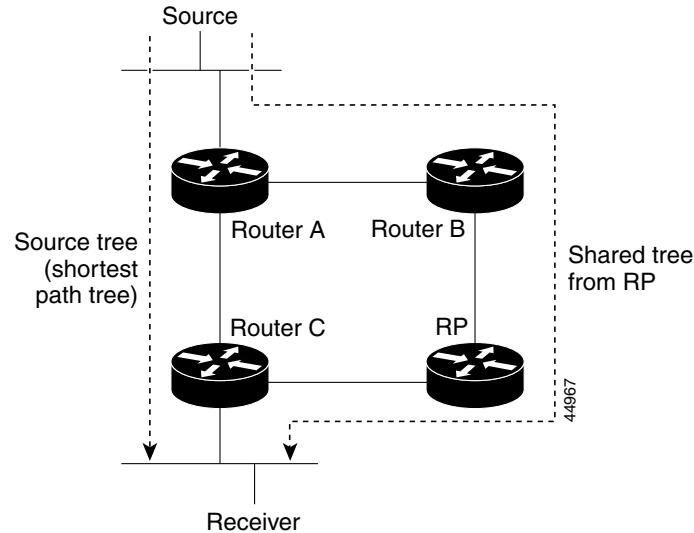 Source
Router A
Router B
Source tree
(shortest
path tree)
Shared tree
from RP
Router C
RP
44967
Receiver